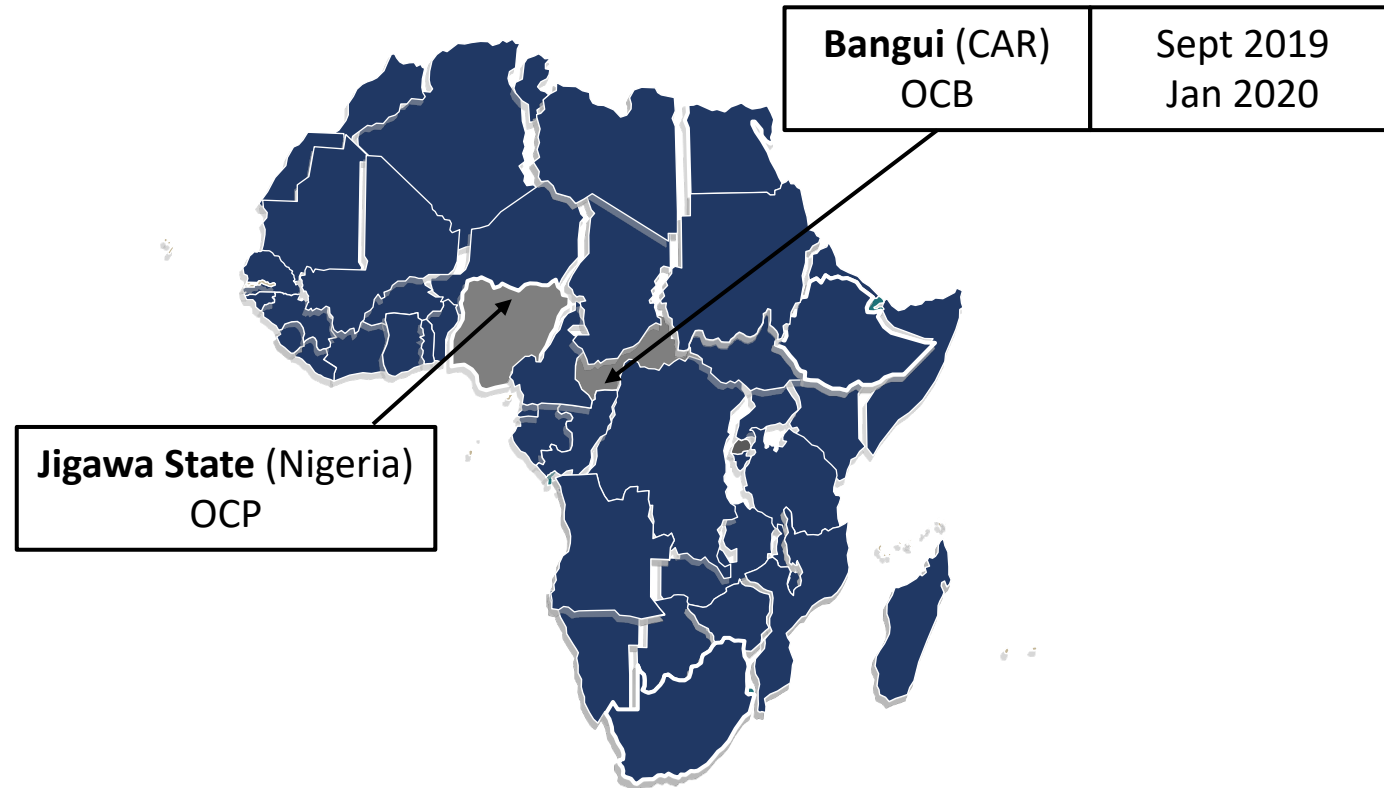 Bangui (CAR)
OCB
Sept 2019
Jan 2020
Jigawa State (Nigeria)
OCP